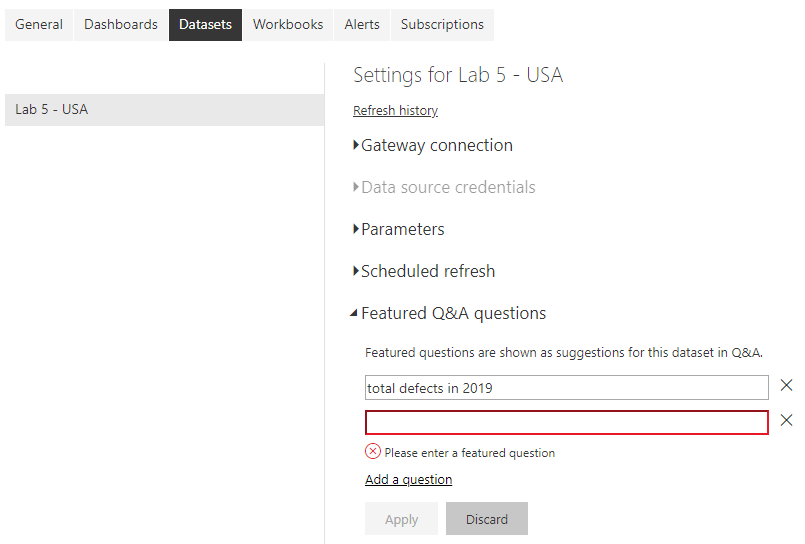 General Dashboards Datasets Workbooks Alerts Subscriptions
Lab 5 - USA
Settings for Lab 5 - USA
Refresh history
Gateway connection
Data source credentials
Parameters
Scheduled refresh
Featured Q&A questions
Featured questions are shown as suggestions for this dataset in Q&A.
total defects in 2019
Please enter a featured question
Add a question
Apply Discard